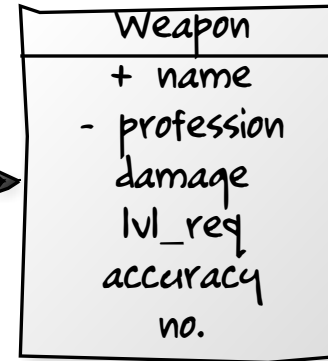 Weapon
+ name
- profession
damage
lvl_req
accuracy
no.